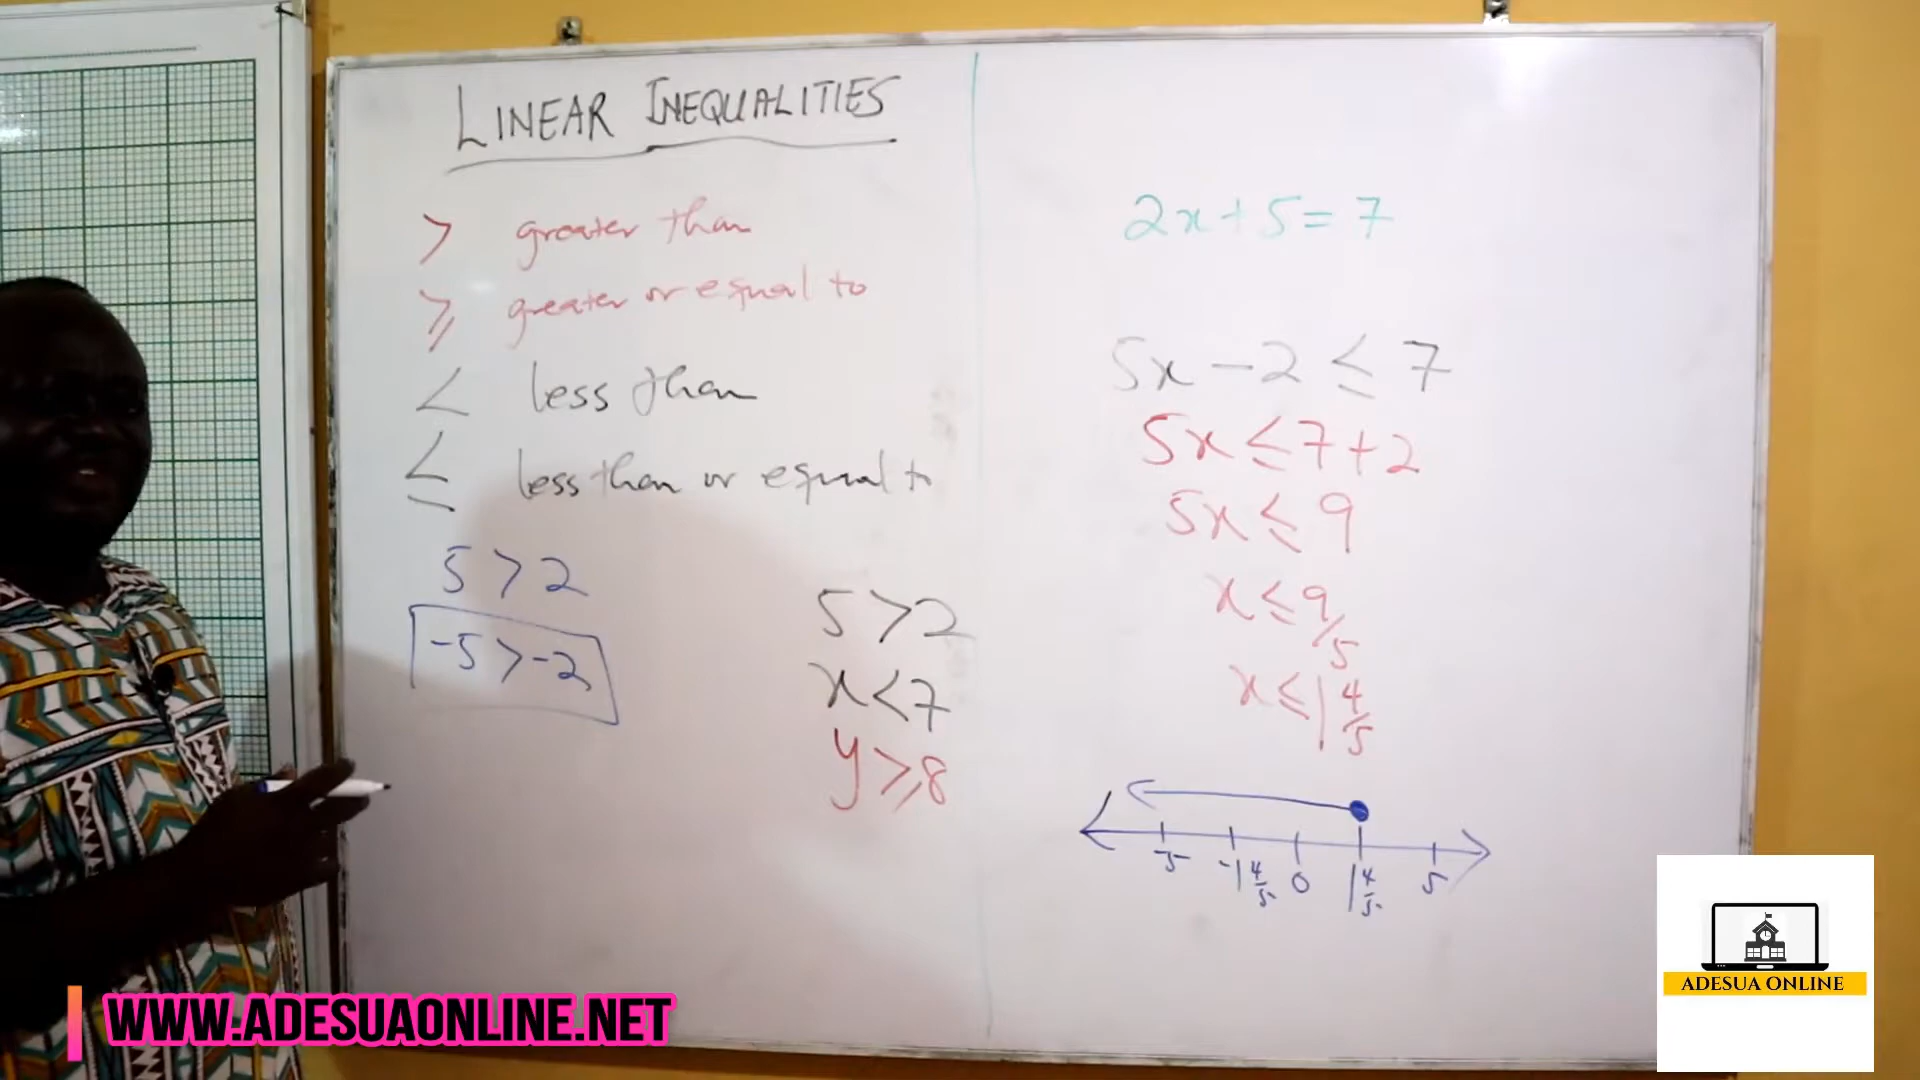 LINEAR INEQUALITIES
> greater than
≥ greater or equal to
< less than
≤ less than or equal to
5 > 2
-5 > -2
5 > 2
x < 7
y ≥ 8
2x + 5 = 7
5x - 2 ≤ 7
5x ≤ 7 + 2
5x ≤ 9
x ≤ 9/5
x ≤ 1 4/5
-5 -1 4/5 0 1 4/5 5
WWW.ADESUAONLINE.NET
ADESUA ONLINE